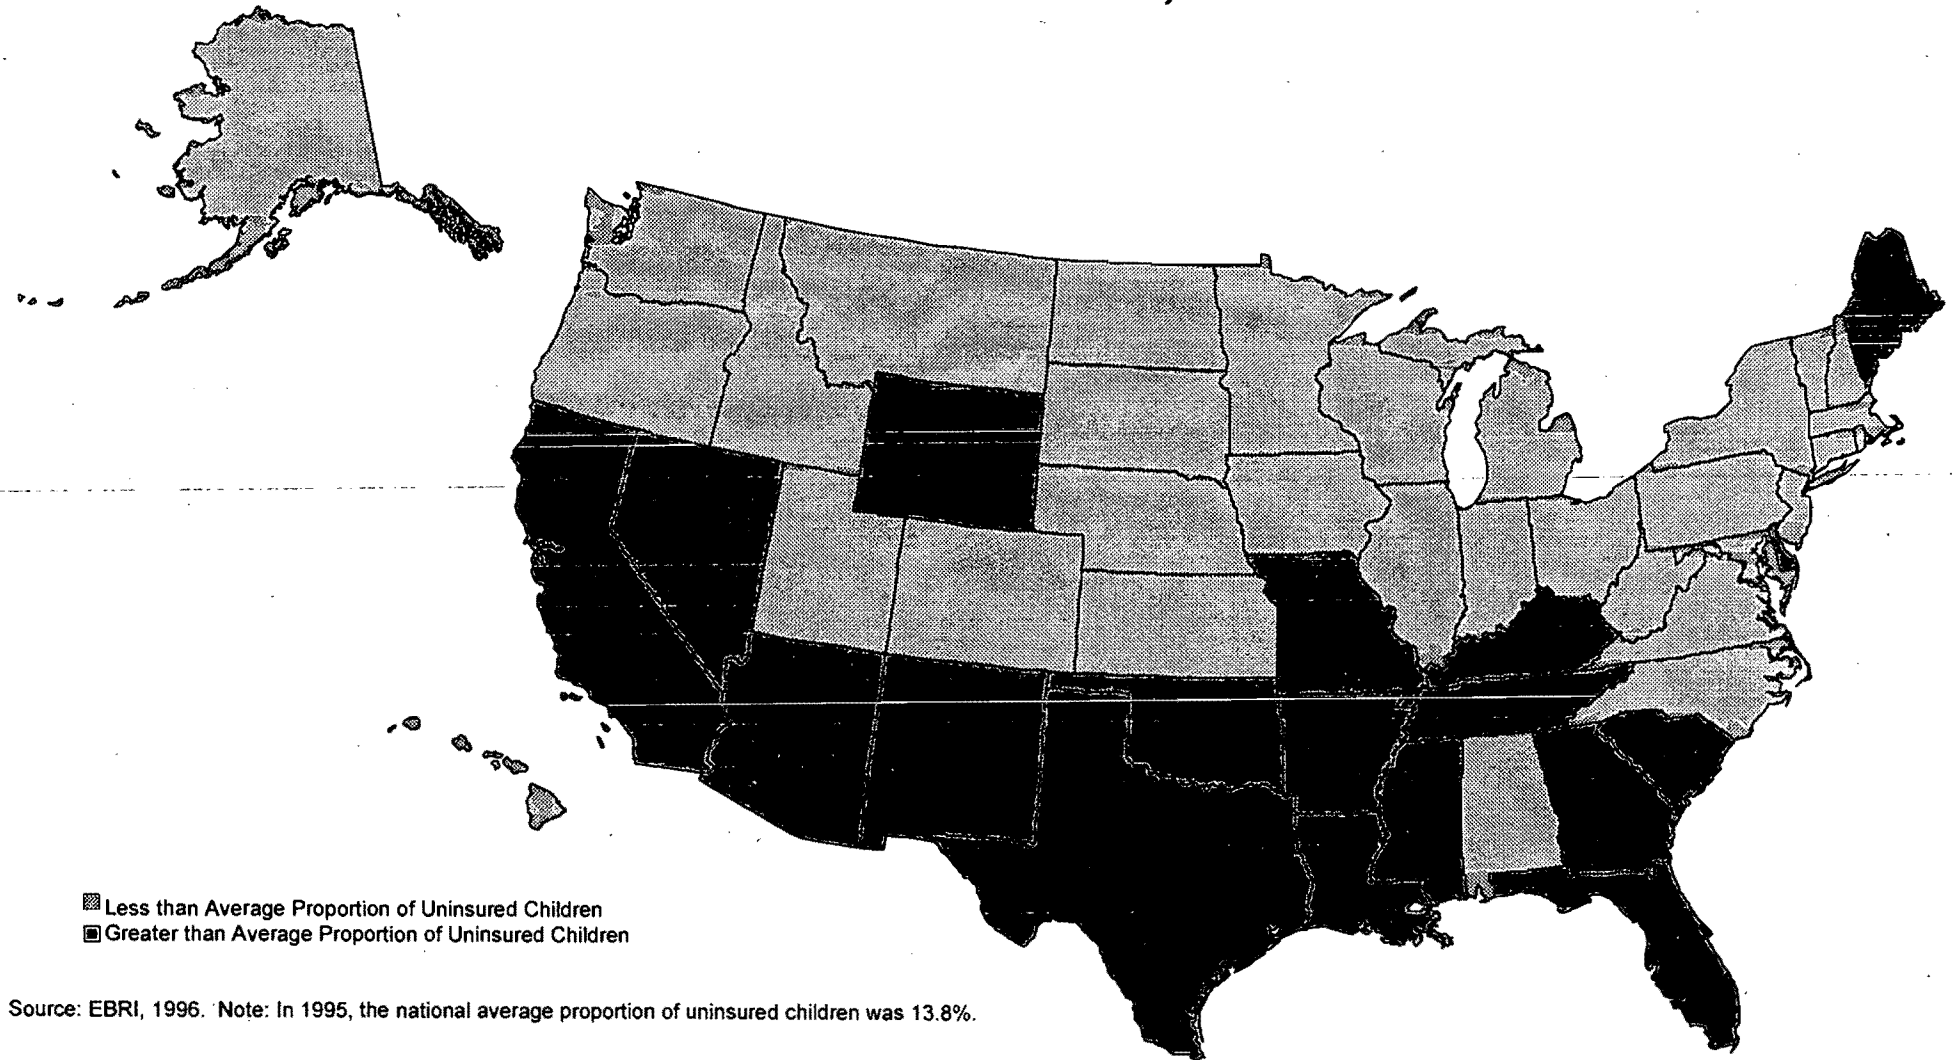 Less than Average Proportion of Uninsured Children
Greater than Average Proportion of Uninsured Children
Source: EBRI, 1996. Note: In 1995, the national average proportion of uninsured children was 13.8%.